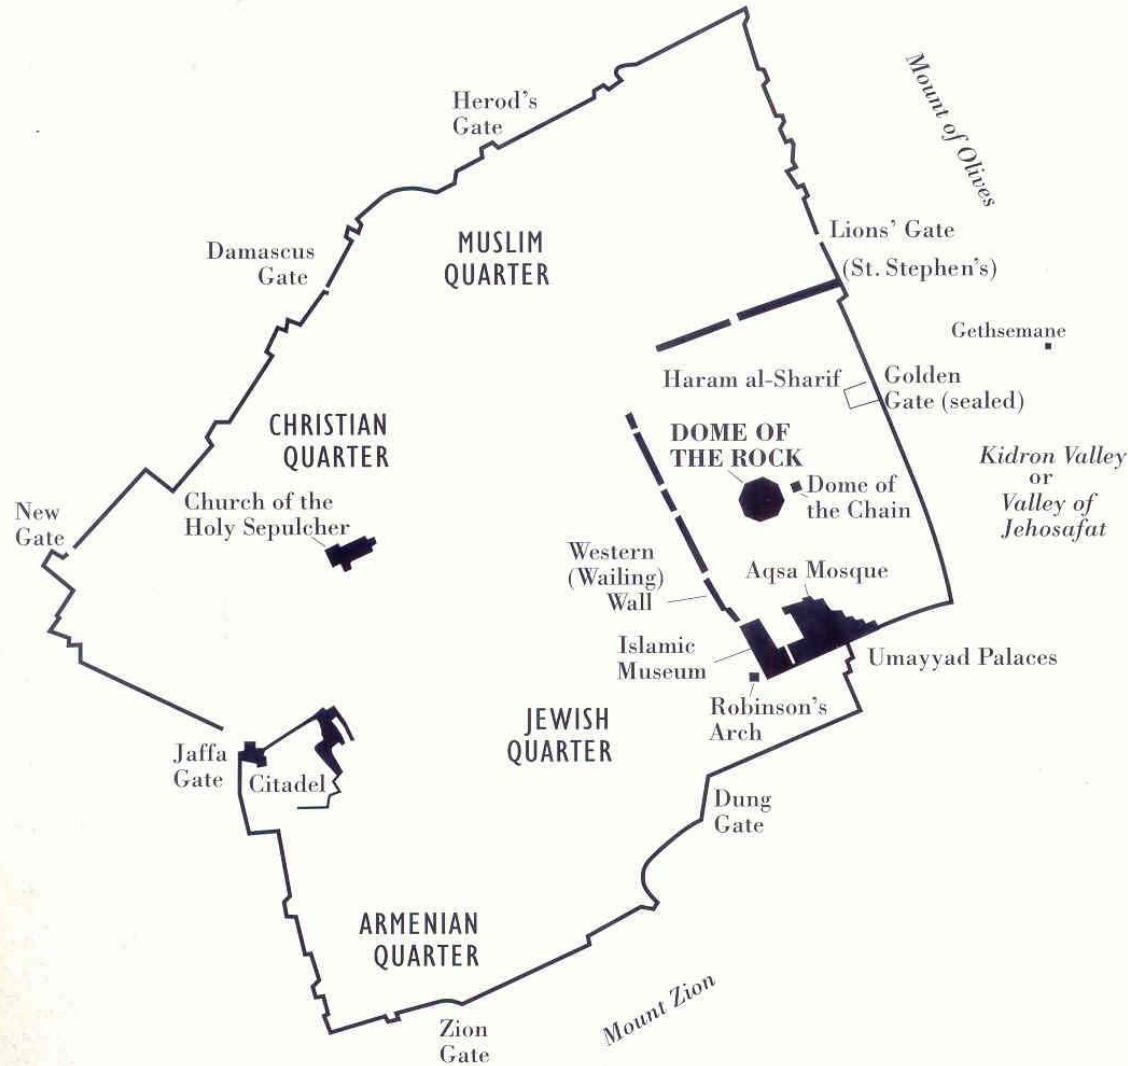 Mount of Olives
Herod's
Gate
Lions' Gate
(St. Stephen's)
MUSLIM
QUARTER
Damascus
Gate
Gethsemane
Haram al-Sharif
Golden
Gate (sealed)
CHRISTIAN
QUARTER
DOME OF
THE ROCK
Kidron Valley
or
Valley of
Jehosafat
Dome of
the Chain
Church of the
Holy Sepulcher
New
Gate
Western
(Wailing)
Wall
Aqsa Mosque
Islamic
Museum
Umayyad Palaces
Robinson's
Arch
JEWISH
QUARTER
Jaffa
Gate
Citadel
Dung
Gate
ARMENIAN
QUARTER
Mount Zion
Zion
Gate